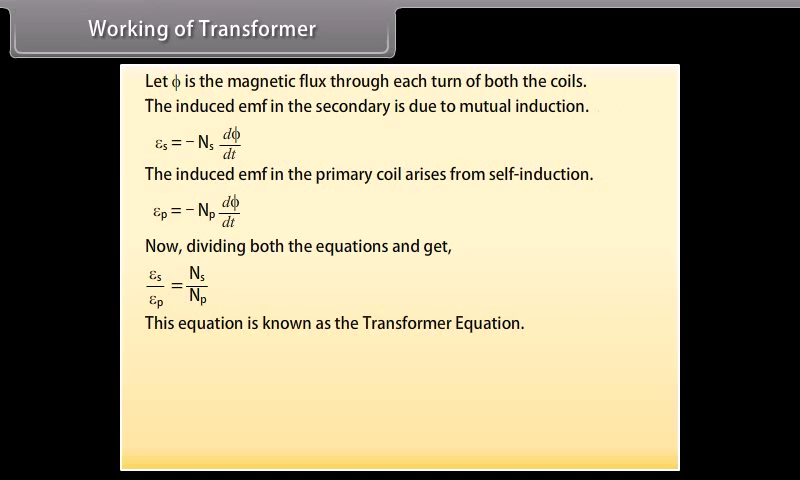 Working of Transformer
Let ϕ is the magnetic flux through each turn of both the coils.
The induced emf in the secondary is due to mutual induction.
εs = − Ns dϕ/dt
The induced emf in the primary coil arises from self-induction.
εp = − Np dϕ/dt
Now, dividing both the equations and get,
εs/εp = Ns/Np
This equation is known as the Transformer Equation.